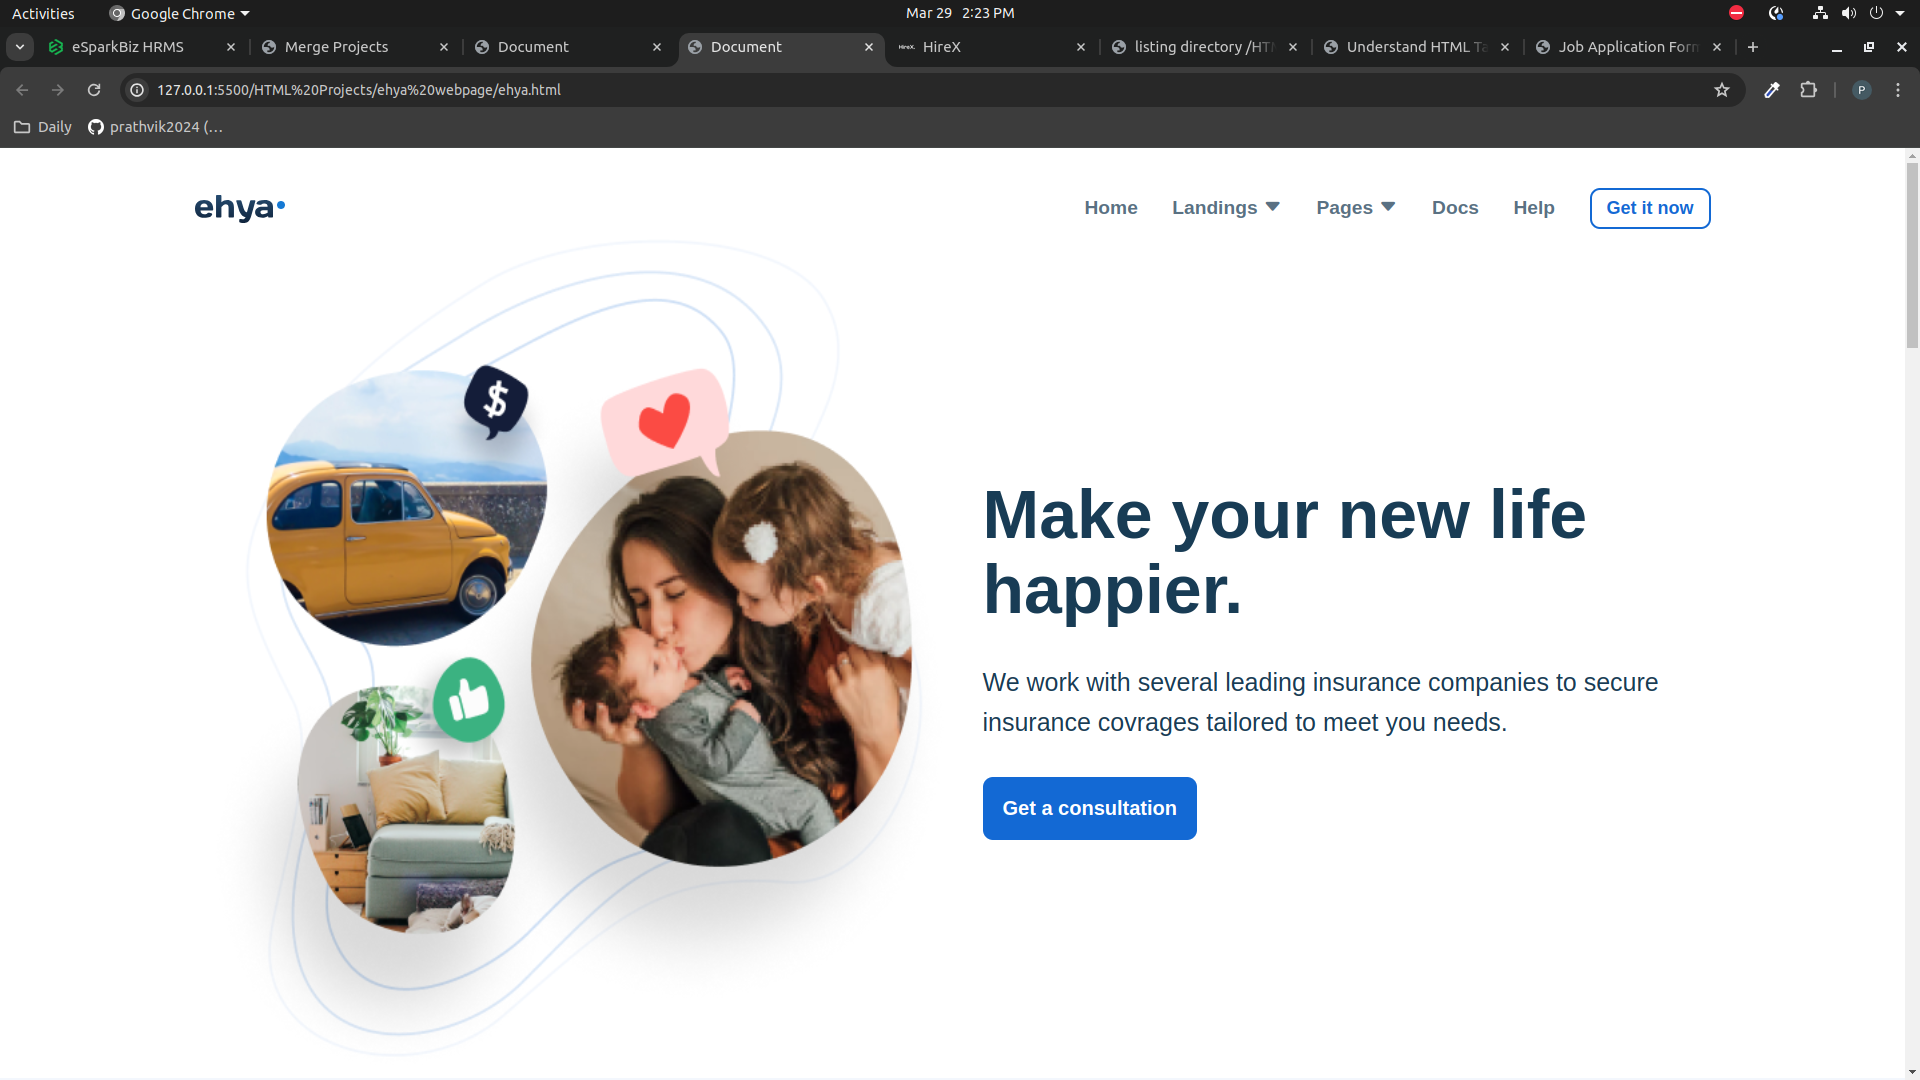 Activities
Google Chrome
Mar 29 2:23 PM
eSparkBiz HRMS
Merge Projects
Document
Document
HireX.
HireX
listing directory /HTM
Understand HTML Ta
Job Application Form
127.0.0.1:5500/HTML%20Projects/ehya%20webpage/ehya.html
P
Daily
prathvik2024 (...
ehya
Home
Landings
Pages
Docs
Help
Get it now
$
Make your new life
happier.
We work with several leading insurance companies to secure
insurance covrages tailored to meet you needs.
Get a consultation